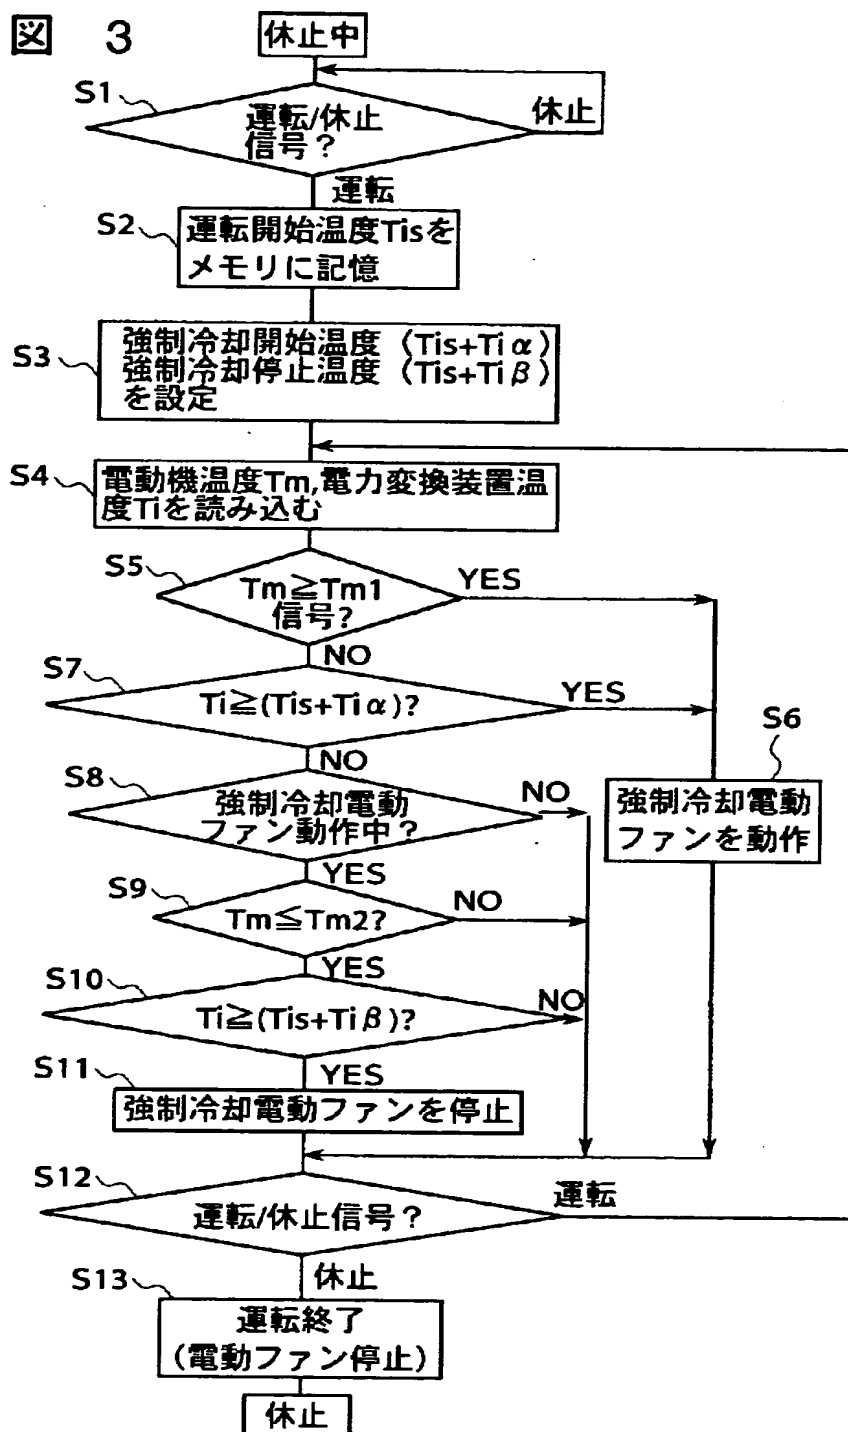 図 3
休止中
S1
運転/休止
信号?
休止
運転
S2
運転開始温度Tisを
メモリに記憶
S3
強制冷却開始温度 (Tis+Tiα)
強制冷却停止温度 (Tis+Tiβ)
を設定
S4
電動機温度Tm,電力変換装置温
度Tiを読み込む
S5
Tm≧Tm1
信号?
YES
NO
S7
Ti≧(Tis+Tiα)?
YES
S6
強制冷却電動
ファンを動作
NO
S8
強制冷却電動
ファン動作中?
NO
YES
S9
Tm≦Tm2?
NO
YES
S10
Ti≧(Tis+Tiβ)?
NO
YES
S11
強制冷却電動ファンを停止
S12
運転/休止信号?
運転
休止
S13
運転終了
(電動ファン停止)
休止